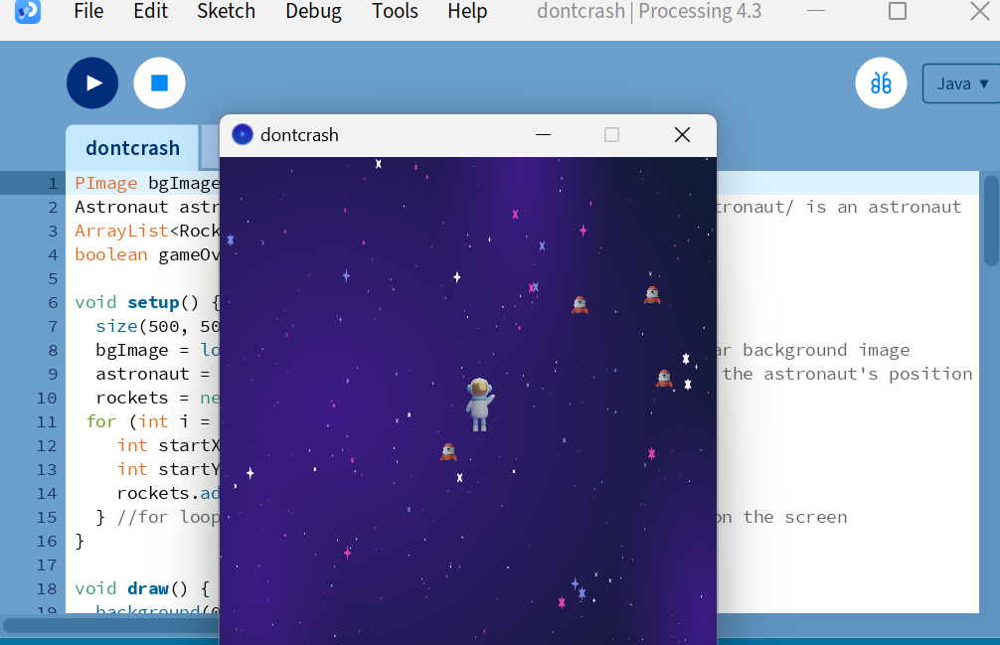 File Edit Sketch Debug Tools Help dontcrash | Processing 4.3
Java ▼
dontcrash
dontcrash
1 PImage bgImage
2 Astronaut astr tronaut/ is an astronaut
3 ArrayList<Rock
4 boolean gameOv
5
6 void setup() {
7 size(500, 50
8 bgImage = lo ar background image
9 astronaut = the astronaut's position
10 rockets = ne
11 for (int i =
12 int startX
13 int startY
14 rockets.ad
15 } //for loop on the screen
16 }
17
18 void draw() {
19 background(0